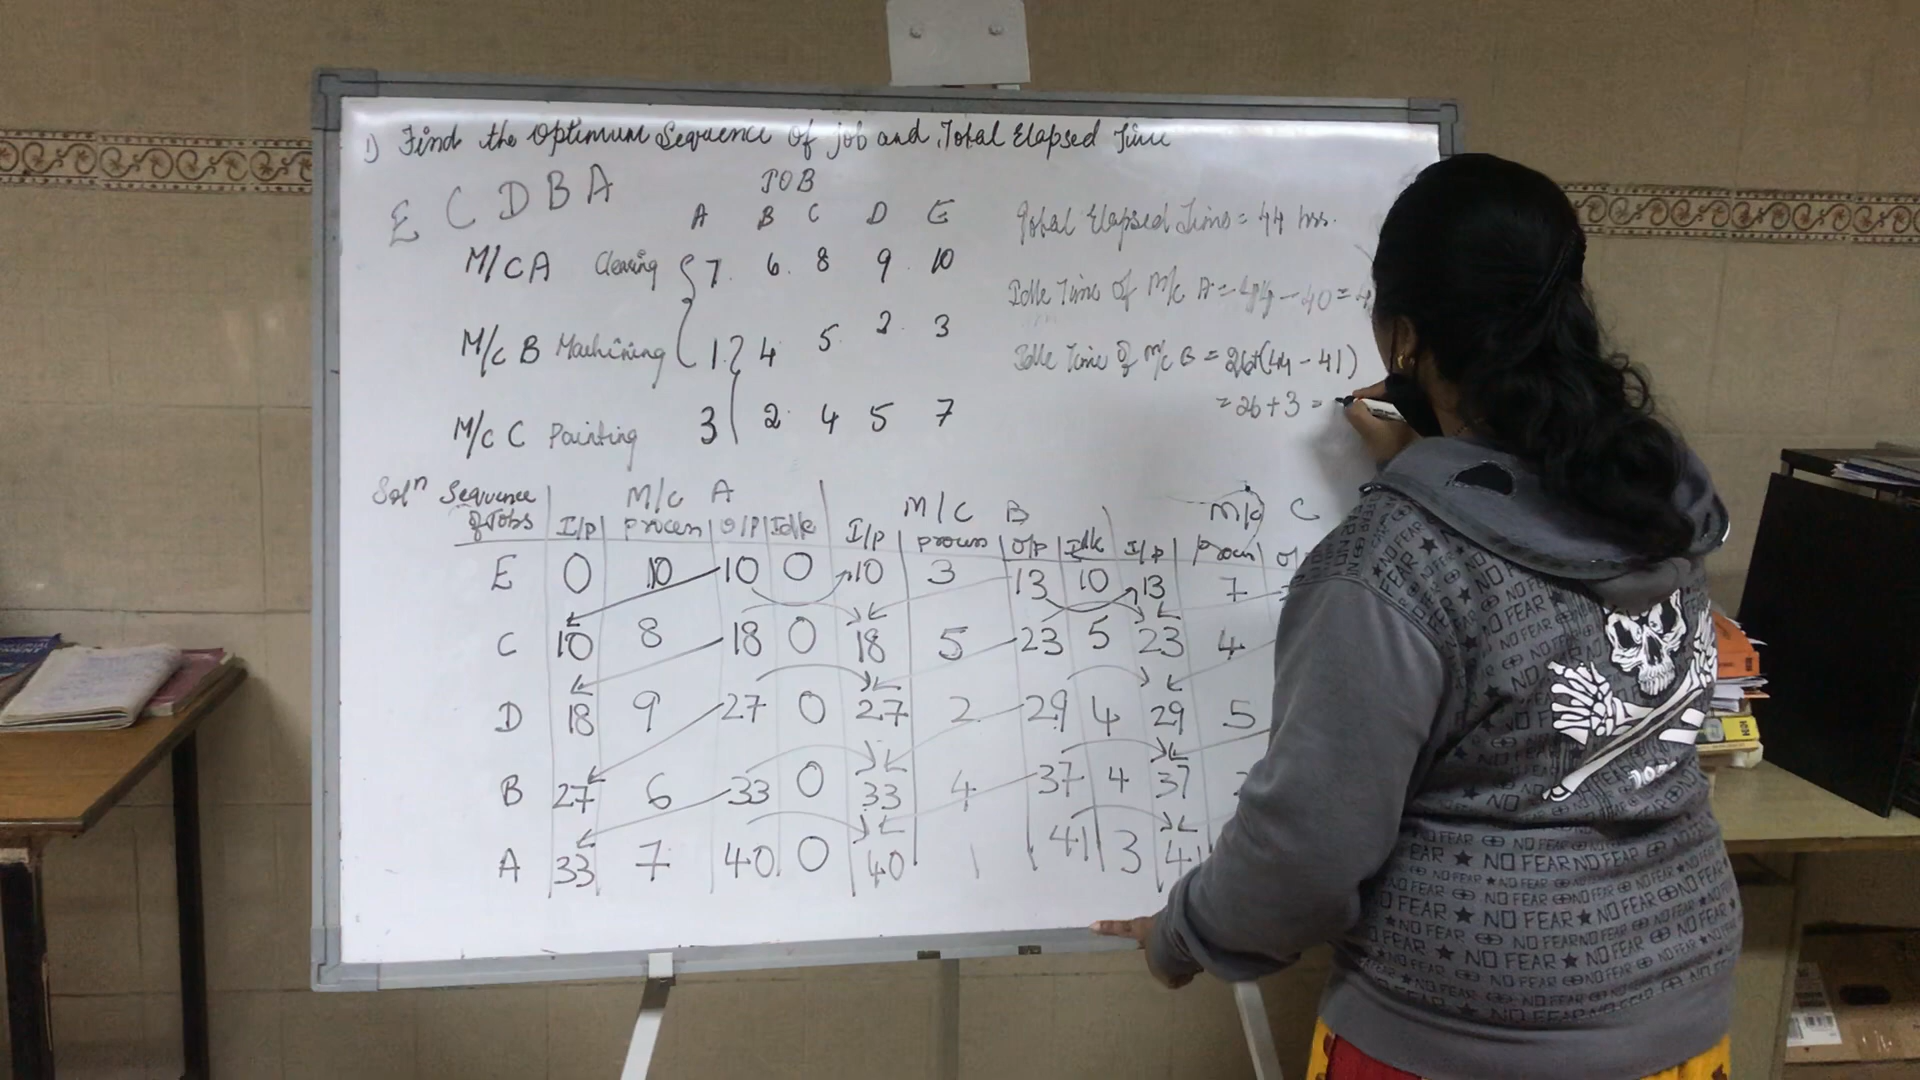 1) Find the Optimum Sequence of job and Total Elapsed Time
E C D B A
JOB
A B C D E
M/C A Clearing 7 6 8 9 10
M/C B Machining 1 4 5 2 3
M/C C Painting 3 2 4 5 7
Total Elapsed Time = 44 hrs.
Idle Time of M/c A = 44 - 40 = 4
Idle Time of M/c B = 26+(44-41)
= 26+3 =
Solⁿ Sequence of Jobs
M/C A M/C B M/C C
I/p process O/P Idle I/p process O/P Idle I/p
E 0 10 10 0 10 3 13 10 13 7
C 10 8 18 0 18 5 23 5 23 4
D 18 9 27 0 27 2 29 4 29 5
B 27 6 33 0 33 4 37 4 37
A 33 7 40 0 40 1 41 3 41
NO FEAR